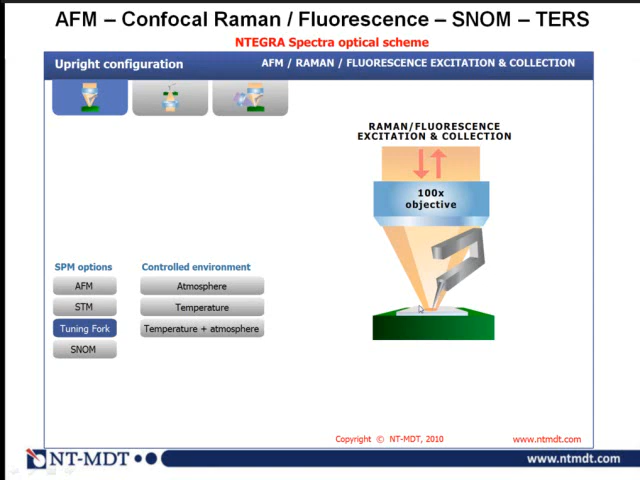 AFM – Confocal Raman / Fluorescence – SNOM – TERS
NTEGRA Spectra optical scheme
Upright configuration
AFM / RAMAN / FLUORESCENCE EXCITATION & COLLECTION
RAMAN/FLUORESCENCE
EXCITATION & COLLECTION
100x
objective
SPM options
Controlled environment
AFM
Atmosphere
STM
Temperature
Tuning Fork
Temperature + atmosphere
SNOM
Copyright © NT-MDT, 2010
www.ntmdt.com
NT-MDT
www.ntmdt.com